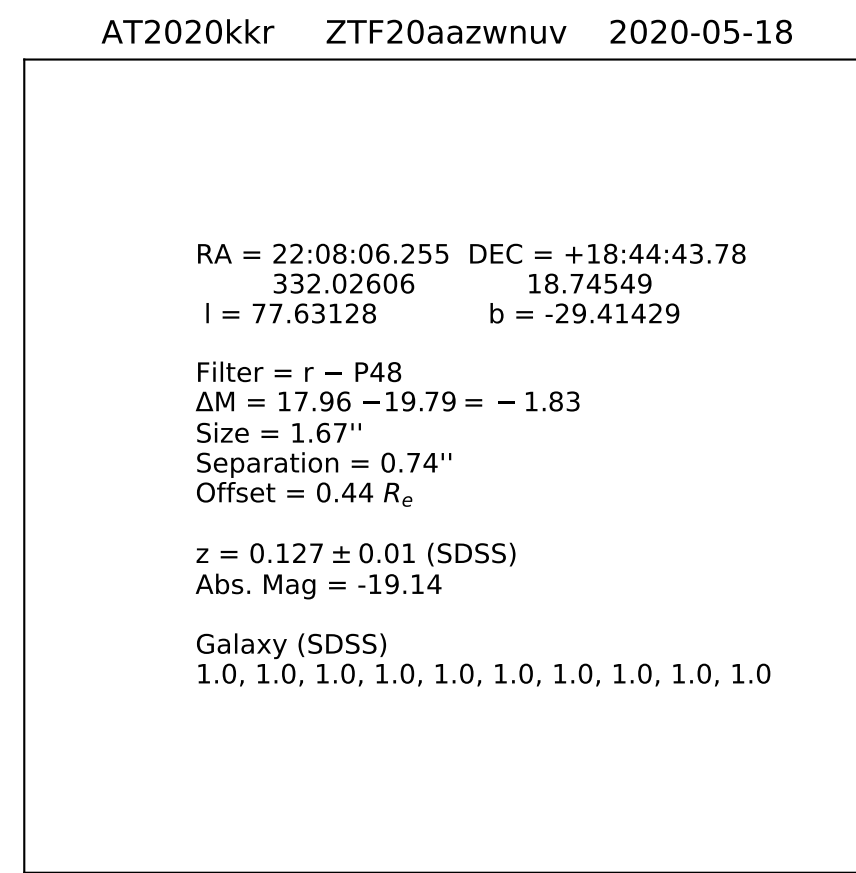 AT2020kkr ZTF20aazwnuv 2020-05-18
RA = 22:08:06.255 DEC = +18:44:43.78
332.02606 18.74549
l = 77.63128 b = -29.41429
Filter = r − P48
ΔM = 17.96 −19.79 = − 1.83
Size = 1.67''
Separation = 0.74''
Offset = 0.44 Rₑ
z = 0.127 ± 0.01 (SDSS)
Abs. Mag = -19.14
Galaxy (SDSS)
1.0, 1.0, 1.0, 1.0, 1.0, 1.0, 1.0, 1.0, 1.0, 1.0